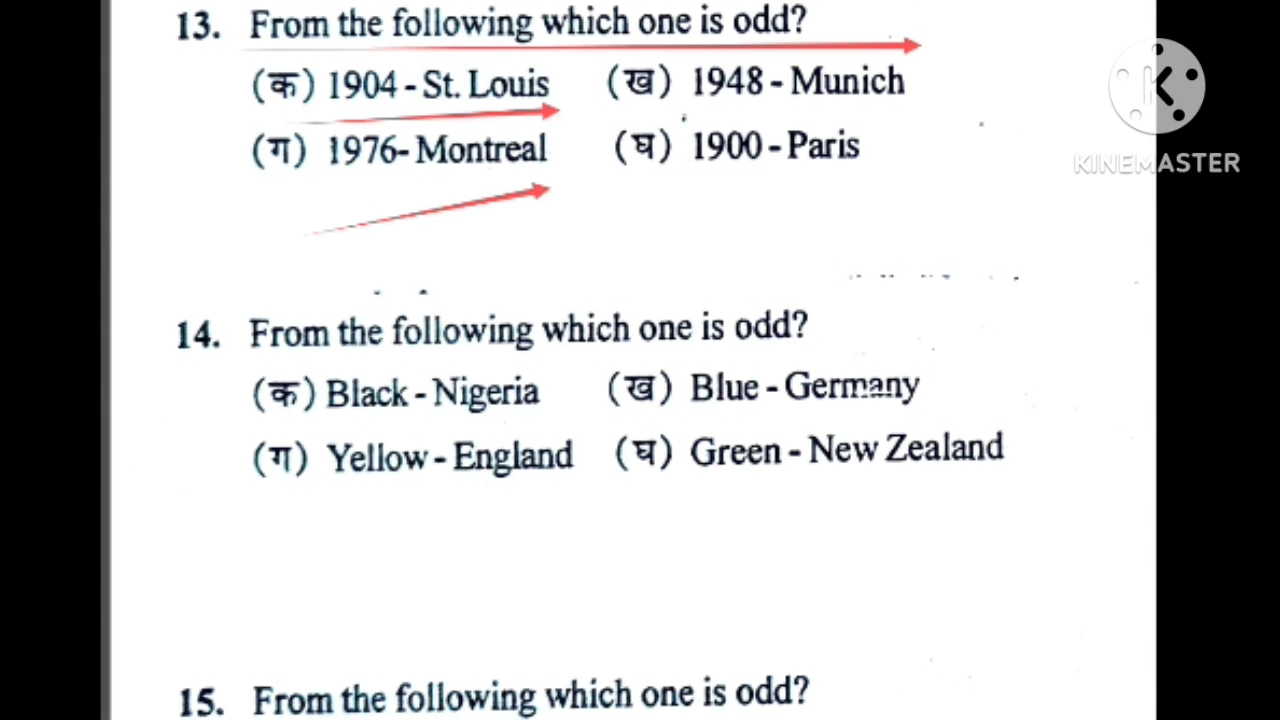 13. From the following which one is odd?
(क) 1904 - St. Louis (ख) 1948 - Munich
(ग) 1976- Montreal (घ) 1900 - Paris
KINEMASTER
14. From the following which one is odd?
(क) Black - Nigeria (ख) Blue - Germany
(ग) Yellow - England (घ) Green - New Zealand
15. From the following which one is odd?